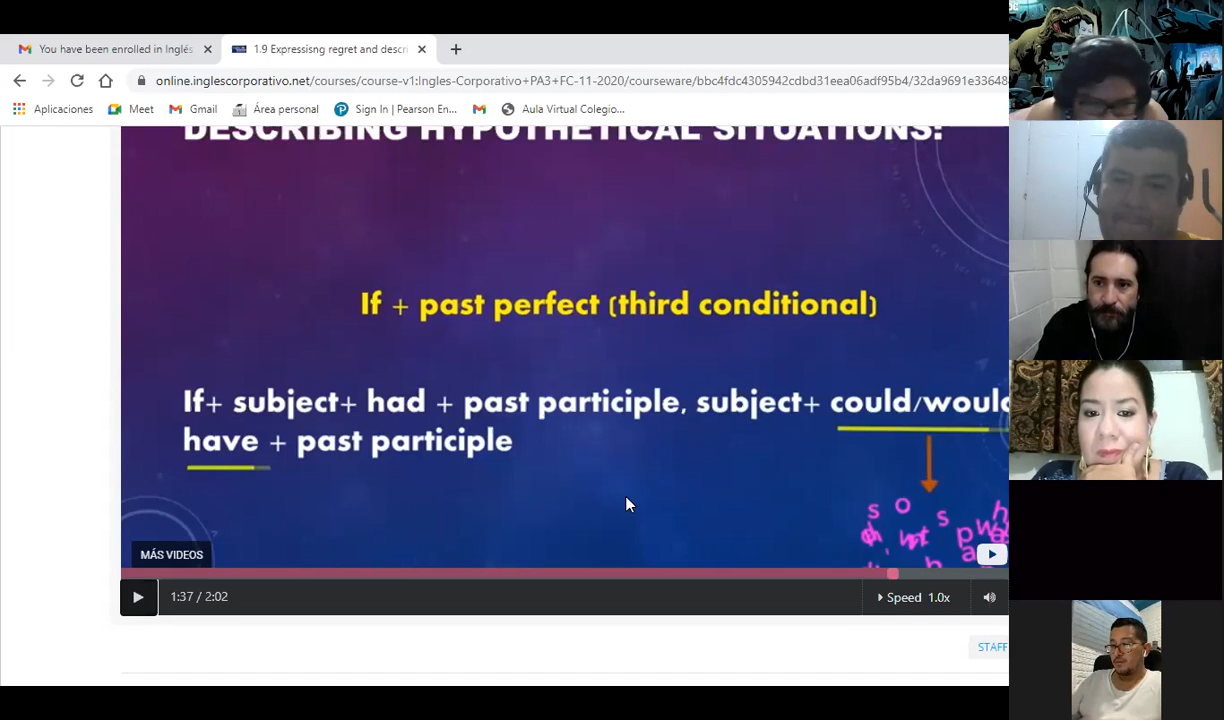 You have been enrolled in Inglés
1.9 Expressisng regret and descri
online.inglescorporativo.net/courses/course-v1:Ingles-Corporativo+PA3+FC-11-2020/courseware/bbc4fdc4305942cdbd31eea06adf95b4/32da9691e33648
Aplicaciones Meet Gmail Área personal Sign In | Pearson En... Aula Virtual Colegio...
DESCRIBING HYPOTHETICAL SITUATIONS:
If + past perfect (third conditional)
If+ subject+ had + past participle, subject+ could/would
have + past participle
MÁS VIDEOS
1:37 / 2:02 Speed 1.0x
STAFF